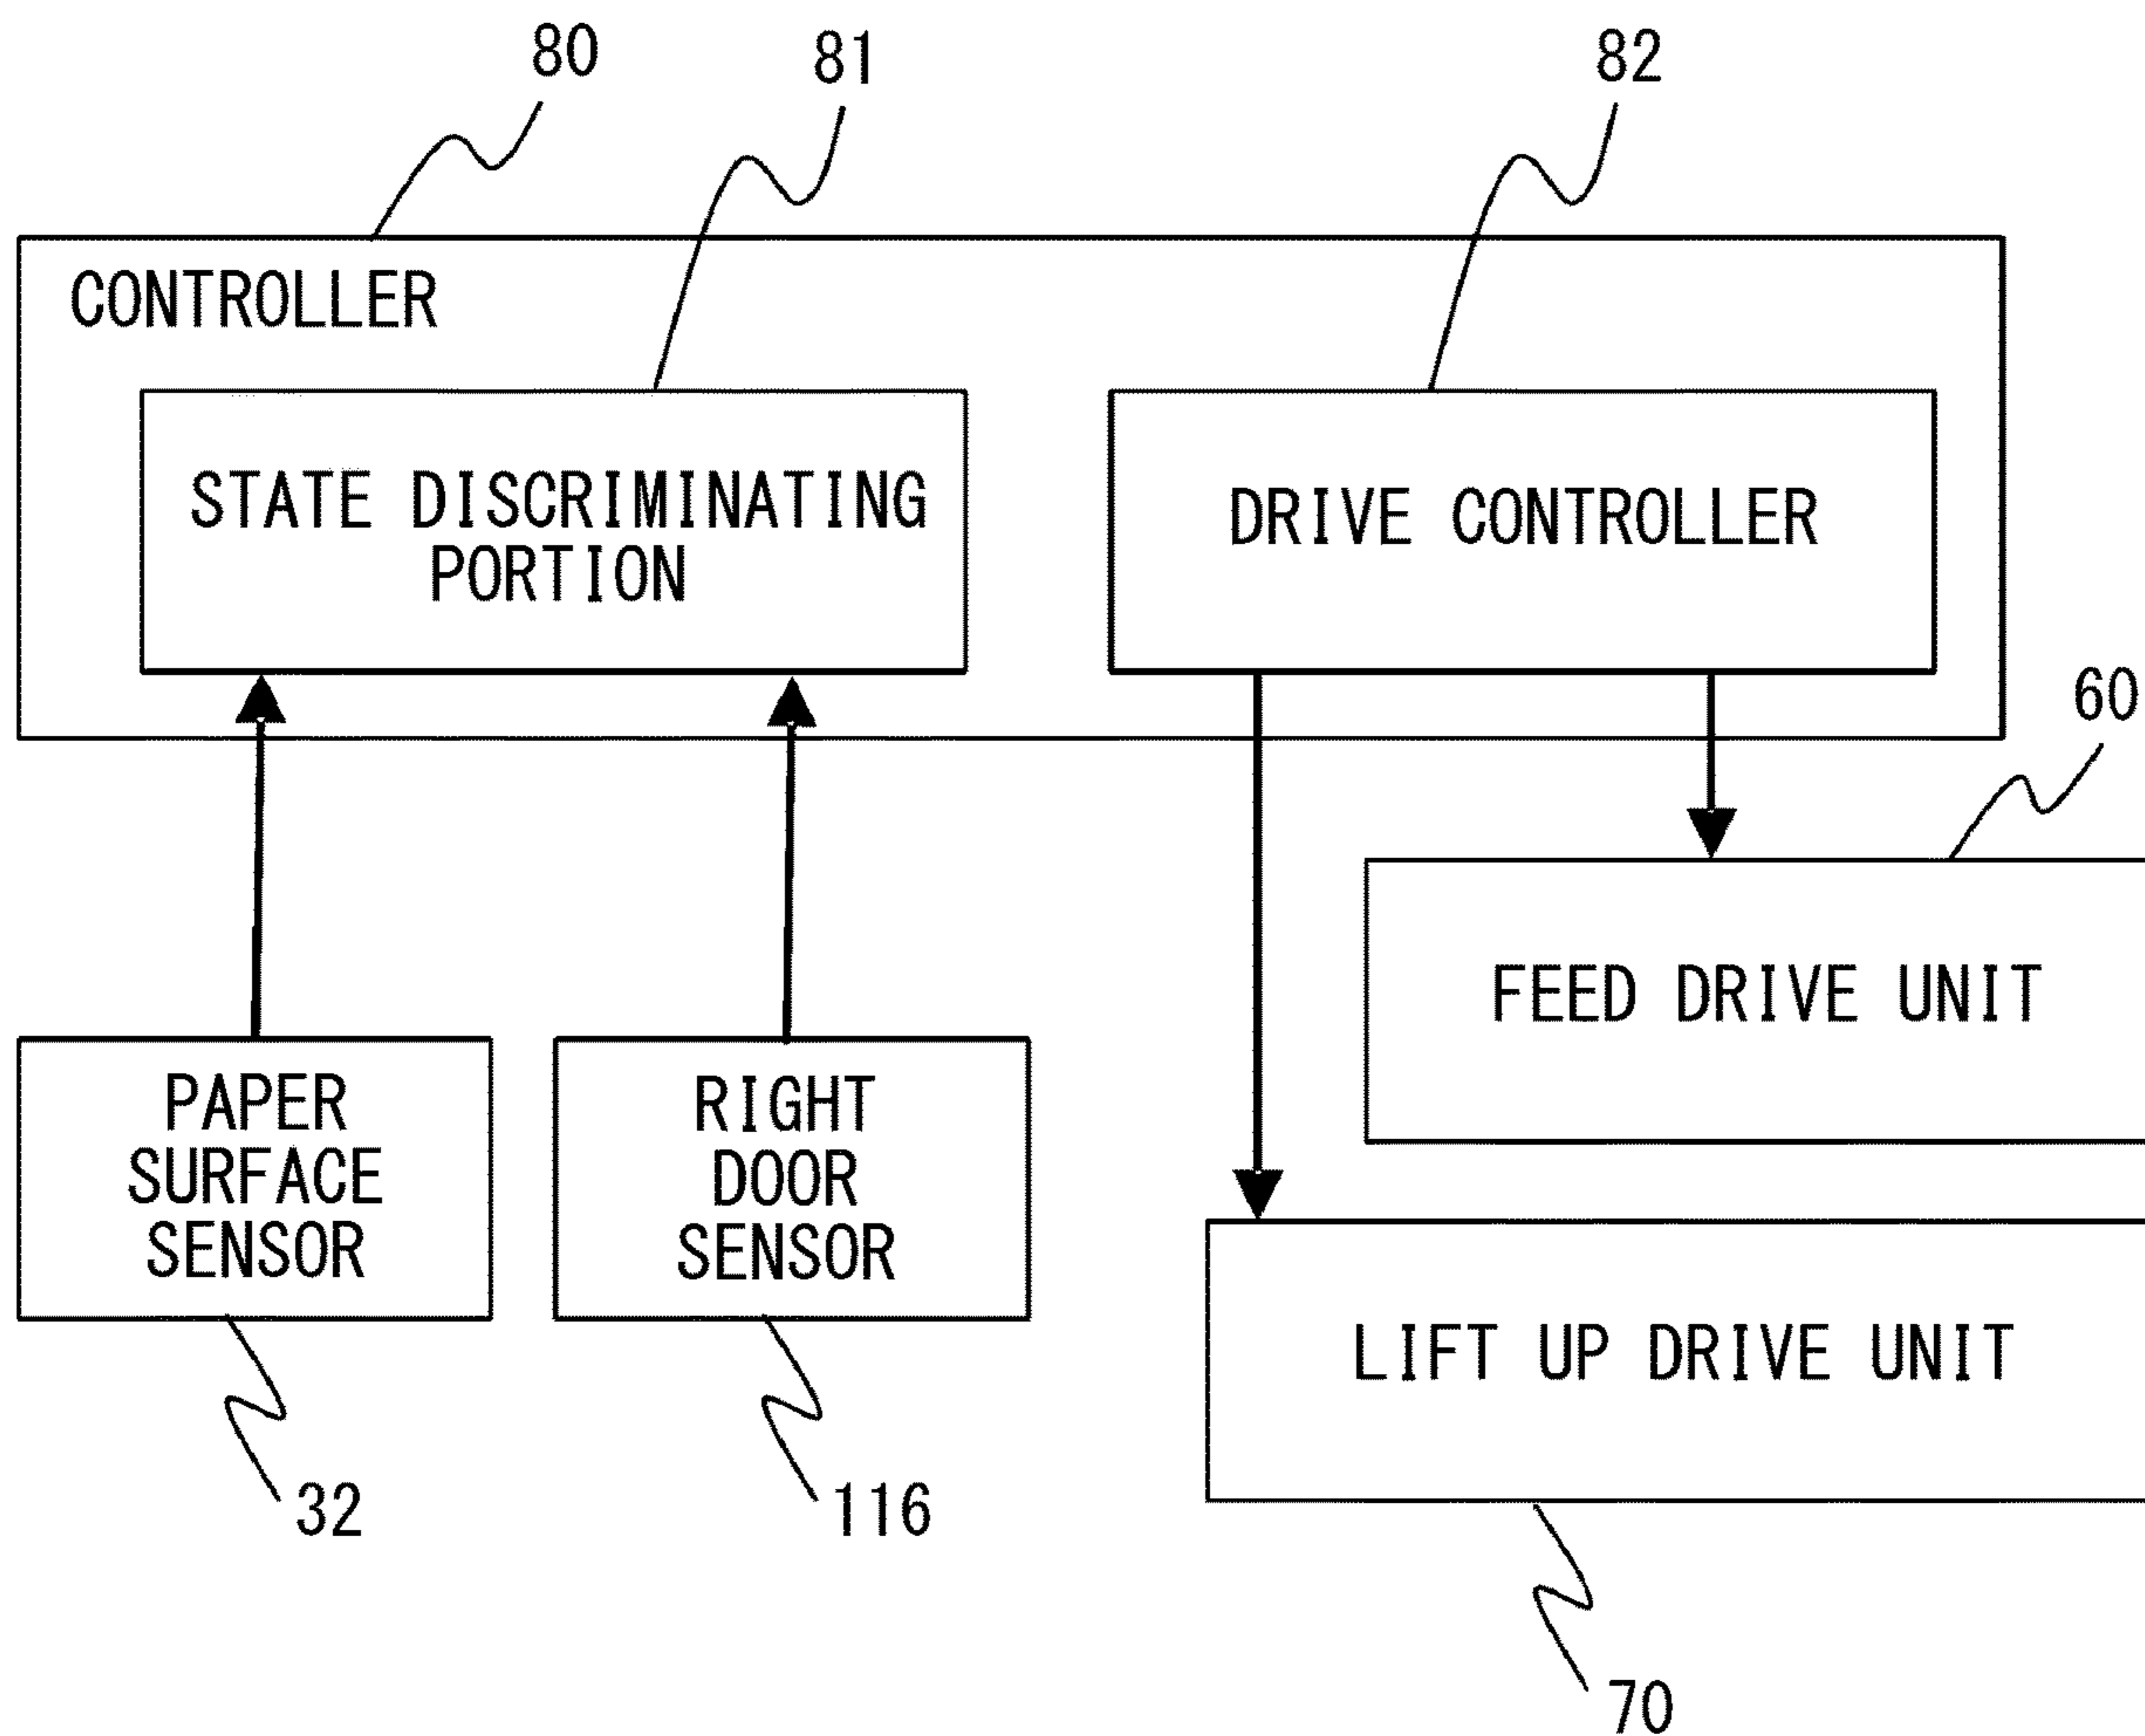 80
81
82
CONTROLLER
STATE DISCRIMINATING
PORTION
DRIVE CONTROLLER
60
FEED DRIVE UNIT
PAPER
SURFACE
SENSOR
RIGHT
DOOR
SENSOR
LIFT UP DRIVE UNIT
32
116
70